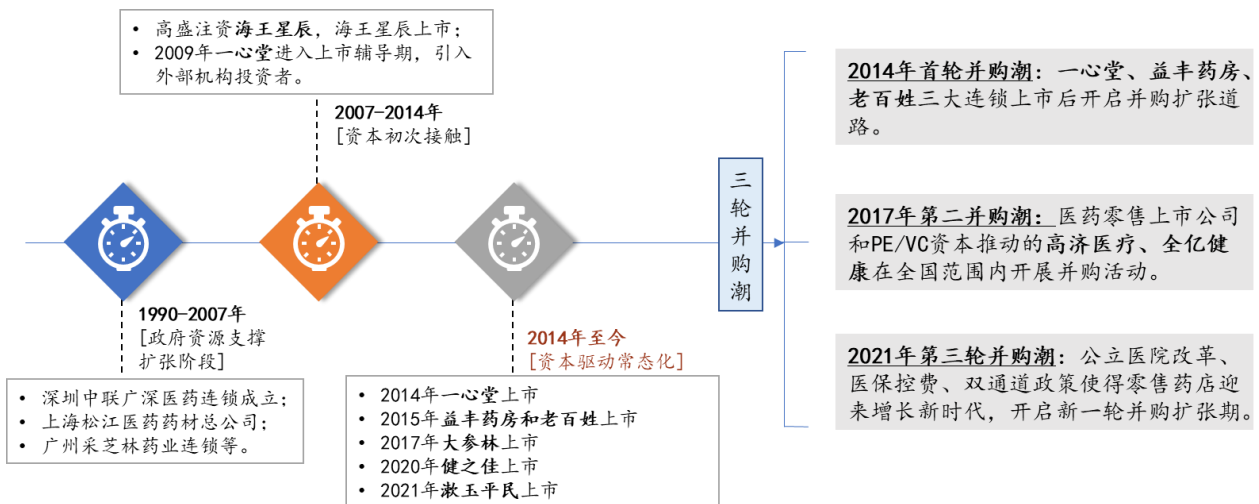 • 高盛注资海王星辰，海王星辰上市；
• 2009年一心堂进入上市辅导期，引入
外部机构投资者。
2007-2014年
[资本初次接触]
1990-2007年
[政府资源支撑
扩张阶段]
• 深圳中联广深医药连锁成立；
• 上海松江医药药材总公司；
• 广州采芝林药业连锁等。
2014年至今
[资本驱动常态化]
• 2014年一心堂上市
• 2015年益丰药房和老百姓上市
• 2017年大参林上市
• 2020年健之佳上市
• 2021年漱玉平民上市
三轮并购潮
2014年首轮并购潮：一心堂、益丰药房、
老百姓三大连锁上市后开启并购扩张道
路。
2017年第二并购潮：医药零售上市公司
和PE/VC资本推动的高济医疗、全亿健
康在全国范围内开展并购活动。
2021年第三轮并购潮：公立医院改革、
医保控费、双通道政策使得零售药店迎
来增长新时代，开启新一轮并购扩张期。